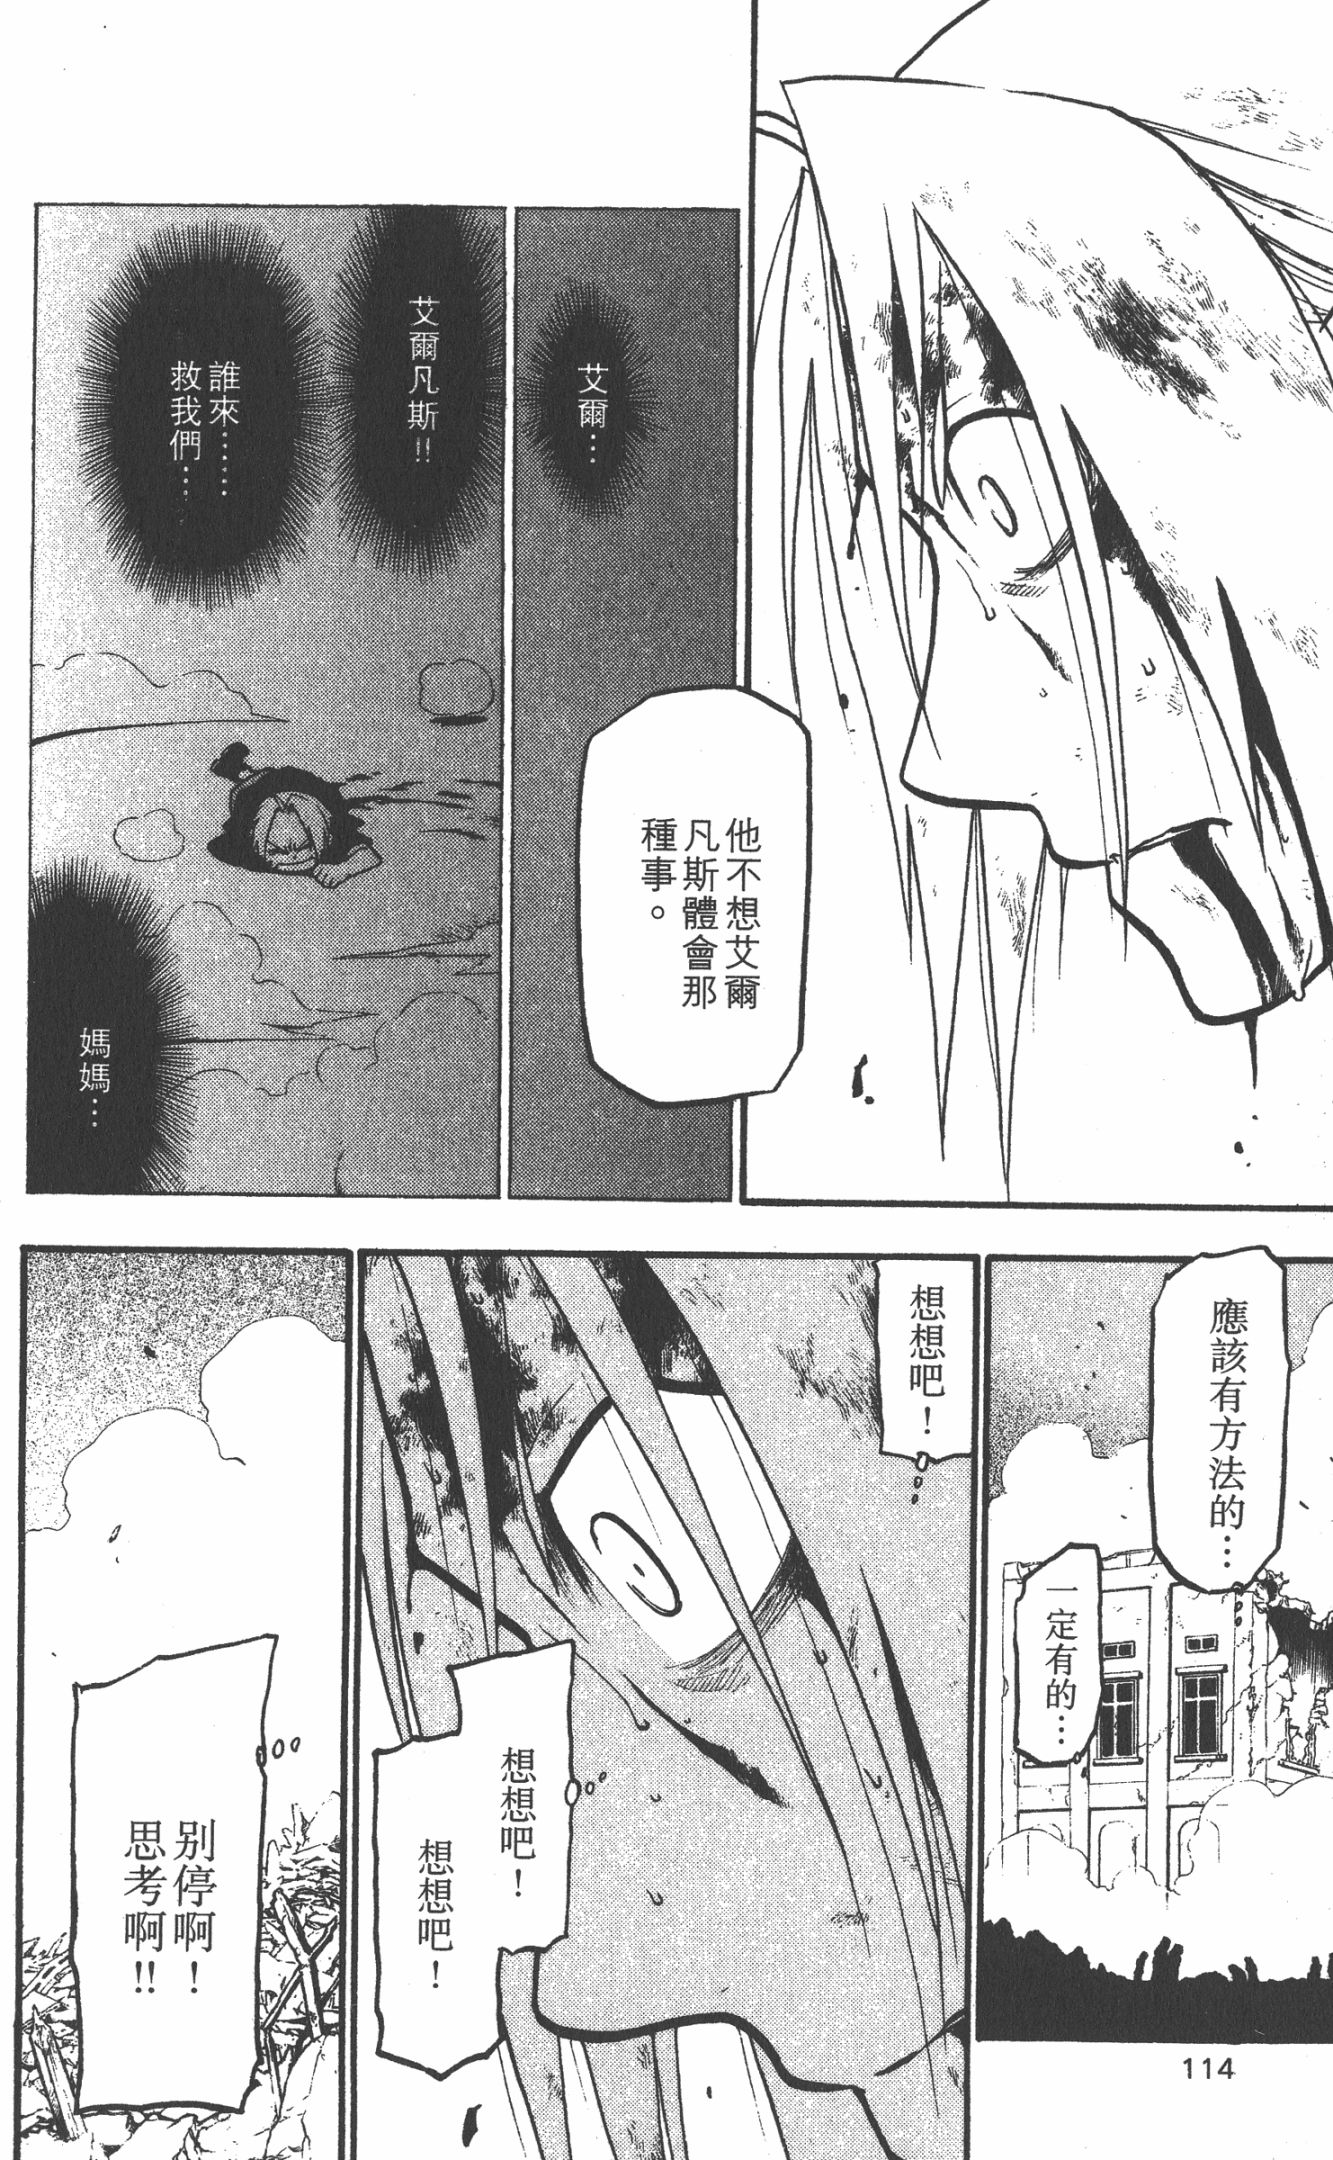 他不想艾爾
凡斯體會那
種事。
艾爾…
艾爾凡斯!!
誰來……
救我們…
媽媽…
應該有方法的…
一定有的…
想想吧！
想想吧！
想想吧！
別停啊！
思考啊!!
114